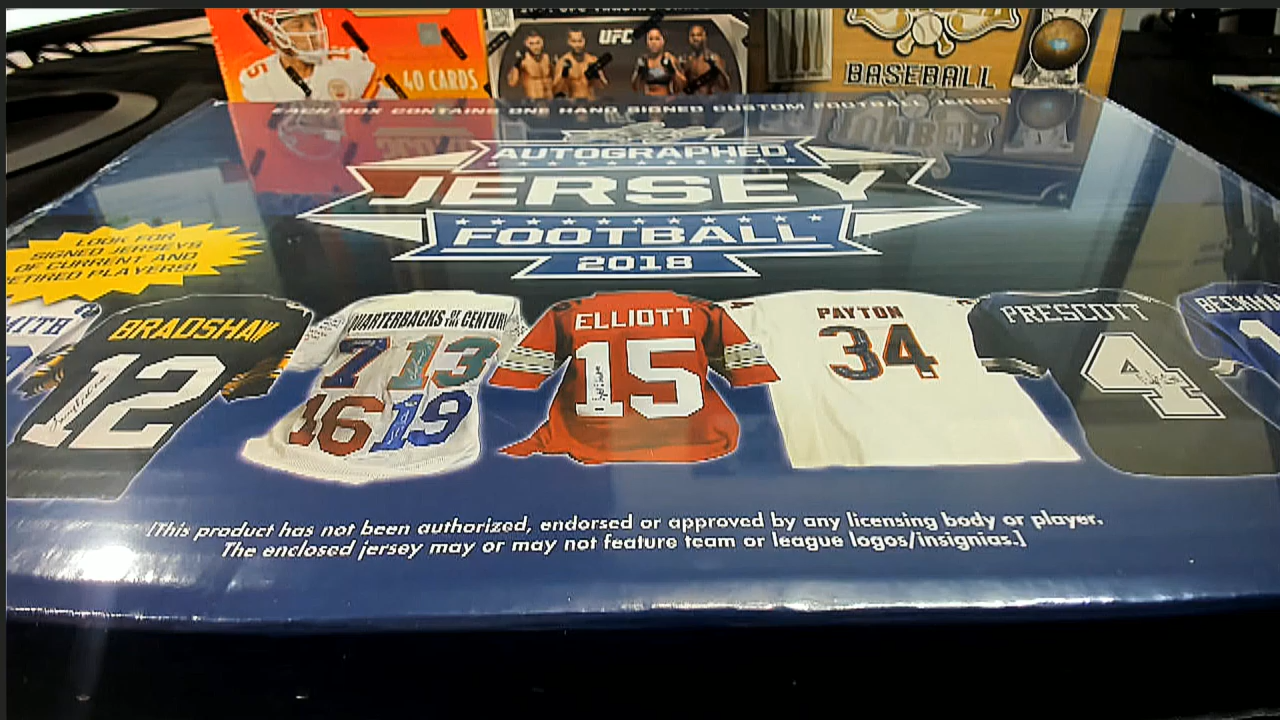 15
40 CARDS
UFC
BASEBALL
EACH BOX CONTAINS ONE HAND SIGNED CUSTOM FOOTBALL JERSEY
AUTOGRAPHED
JERSEY
FOOTBALL
2018
LOOK FOR
SIGNED JERSEYS
OF CURRENT AND
RETIRED PLAYERS!
BRADSHAW
12
QUARTERBACKS OF THE CENTURY
7 13
16 19
ELLIOTT
15
PAYTON
34
PRESCOTT
4
[This product has not been authorized, endorsed or approved by any licensing body or player.
The enclosed jersey may or may not feature team or league logos/insignias.]